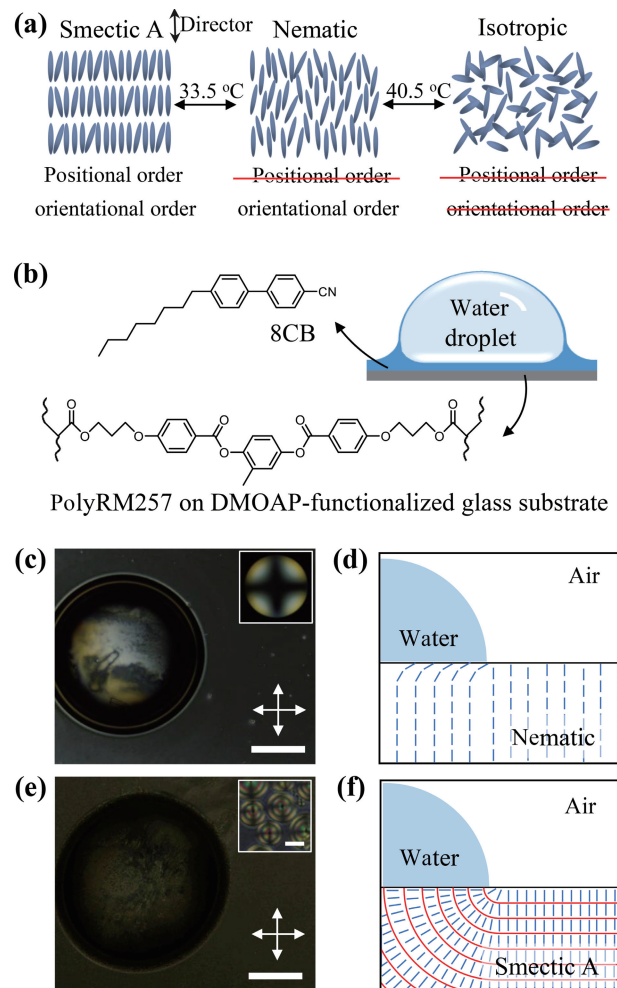 (a)
Smectic A
Director
Nematic
Isotropic
33.5 °C
40.5 °C
Positional order
Positional order
Positional order
orientational order
orientational order
orientational order
(b)
CN
8CB
Water
droplet
O
O
O
O
O
O
O
O
PolyRM257 on DMOAP-functionalized glass substrate
(c)
(d)
Air
Water
Nematic
(e)
(f)
Air
Water
Smectic A